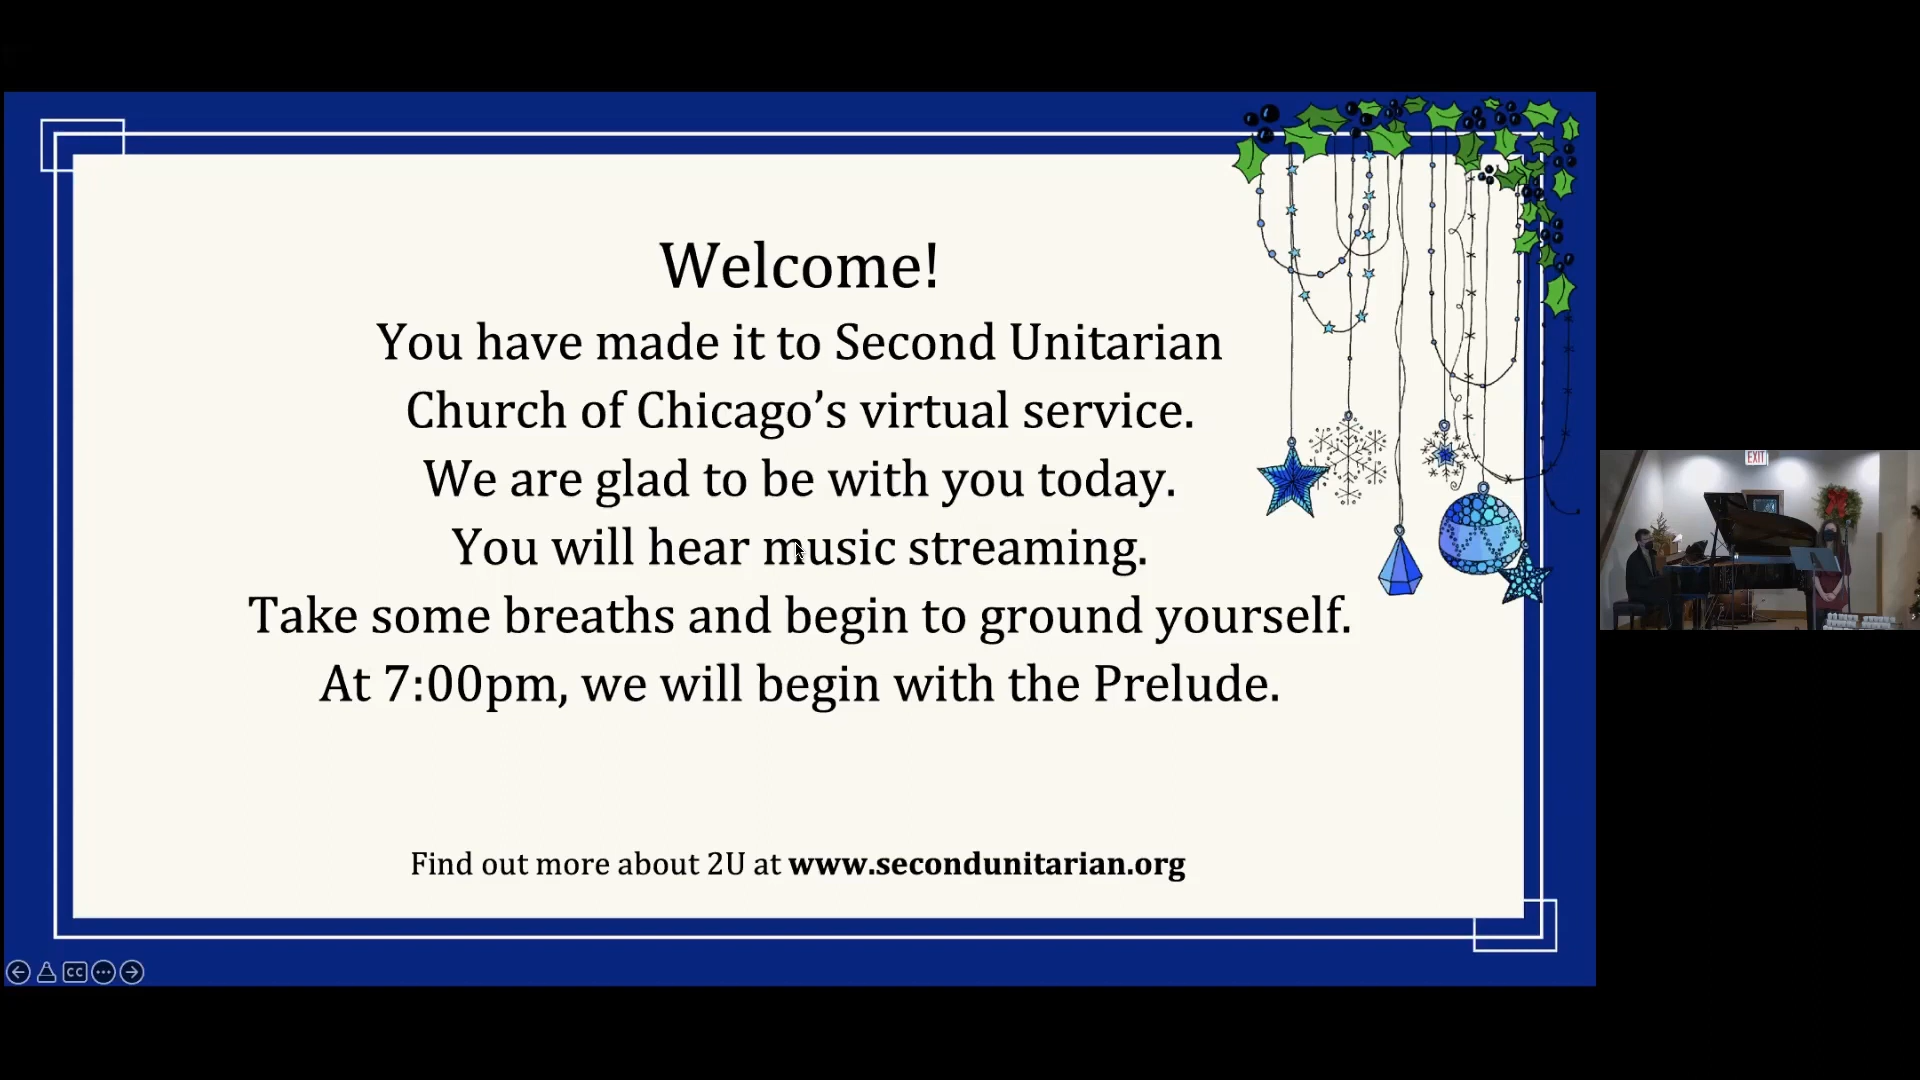 Welcome!
You have made it to Second Unitarian
Church of Chicago’s virtual service.
We are glad to be with you today.
You will hear music streaming.
Take some breaths and begin to ground yourself.
At 7:00pm, we will begin with the Prelude.
Find out more about 2U at www.secondunitarian.org
CC
EXIT